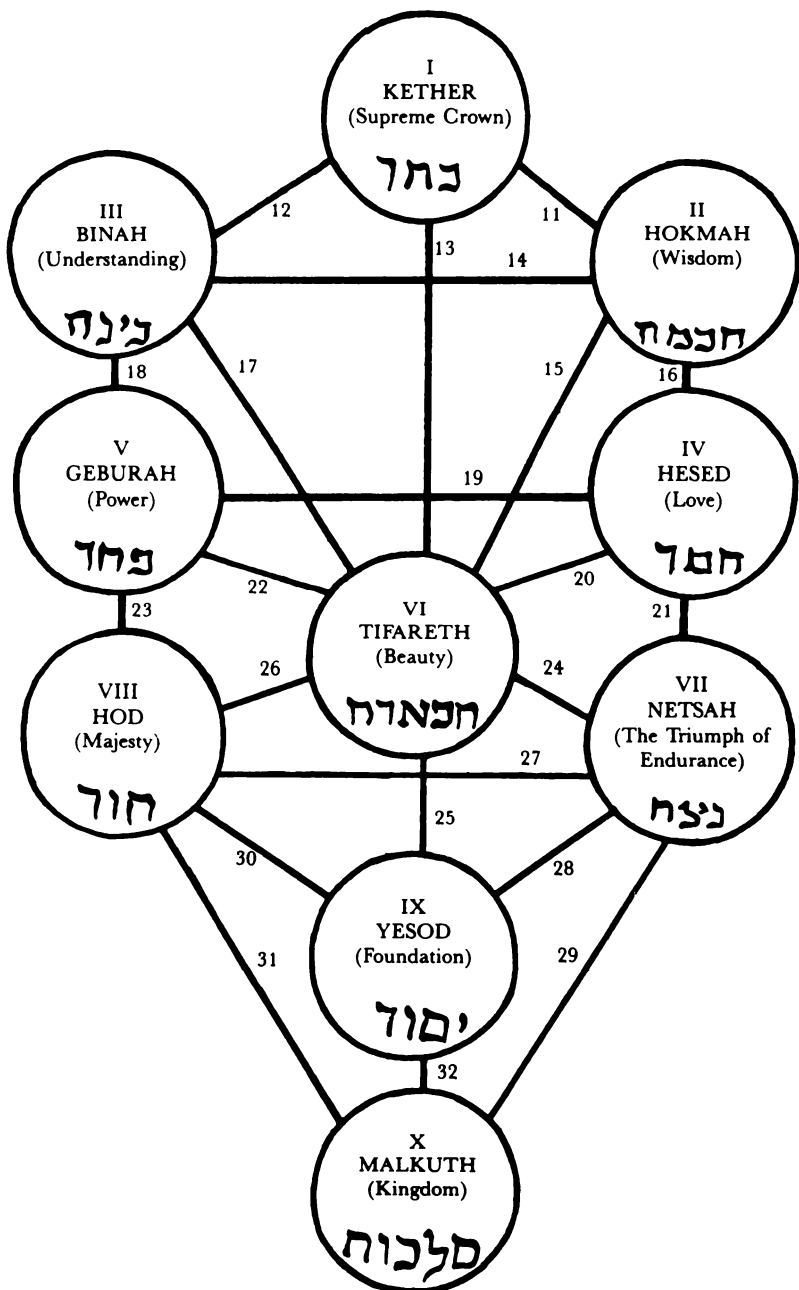 I
KETHER
(Supreme Crown)
כתר
12
11
III
BINAH
(Understanding)
בינה
II
HOKMAH
(Wisdom)
חכמה
13
14
17
15
18
16
V
GEBURAH
(Power)
פחד
IV
HESED
(Love)
חסד
19
22
20
23
21
VI
TIFARETH
(Beauty)
תפארת
26
24
VIII
HOD
(Majesty)
הוד
VII
NETSAH
(The Triumph of
Endurance)
ניצח
27
25
30
28
IX
YESOD
(Foundation)
יסוד
31
29
32
X
MALKUTH
(Kingdom)
מלכות